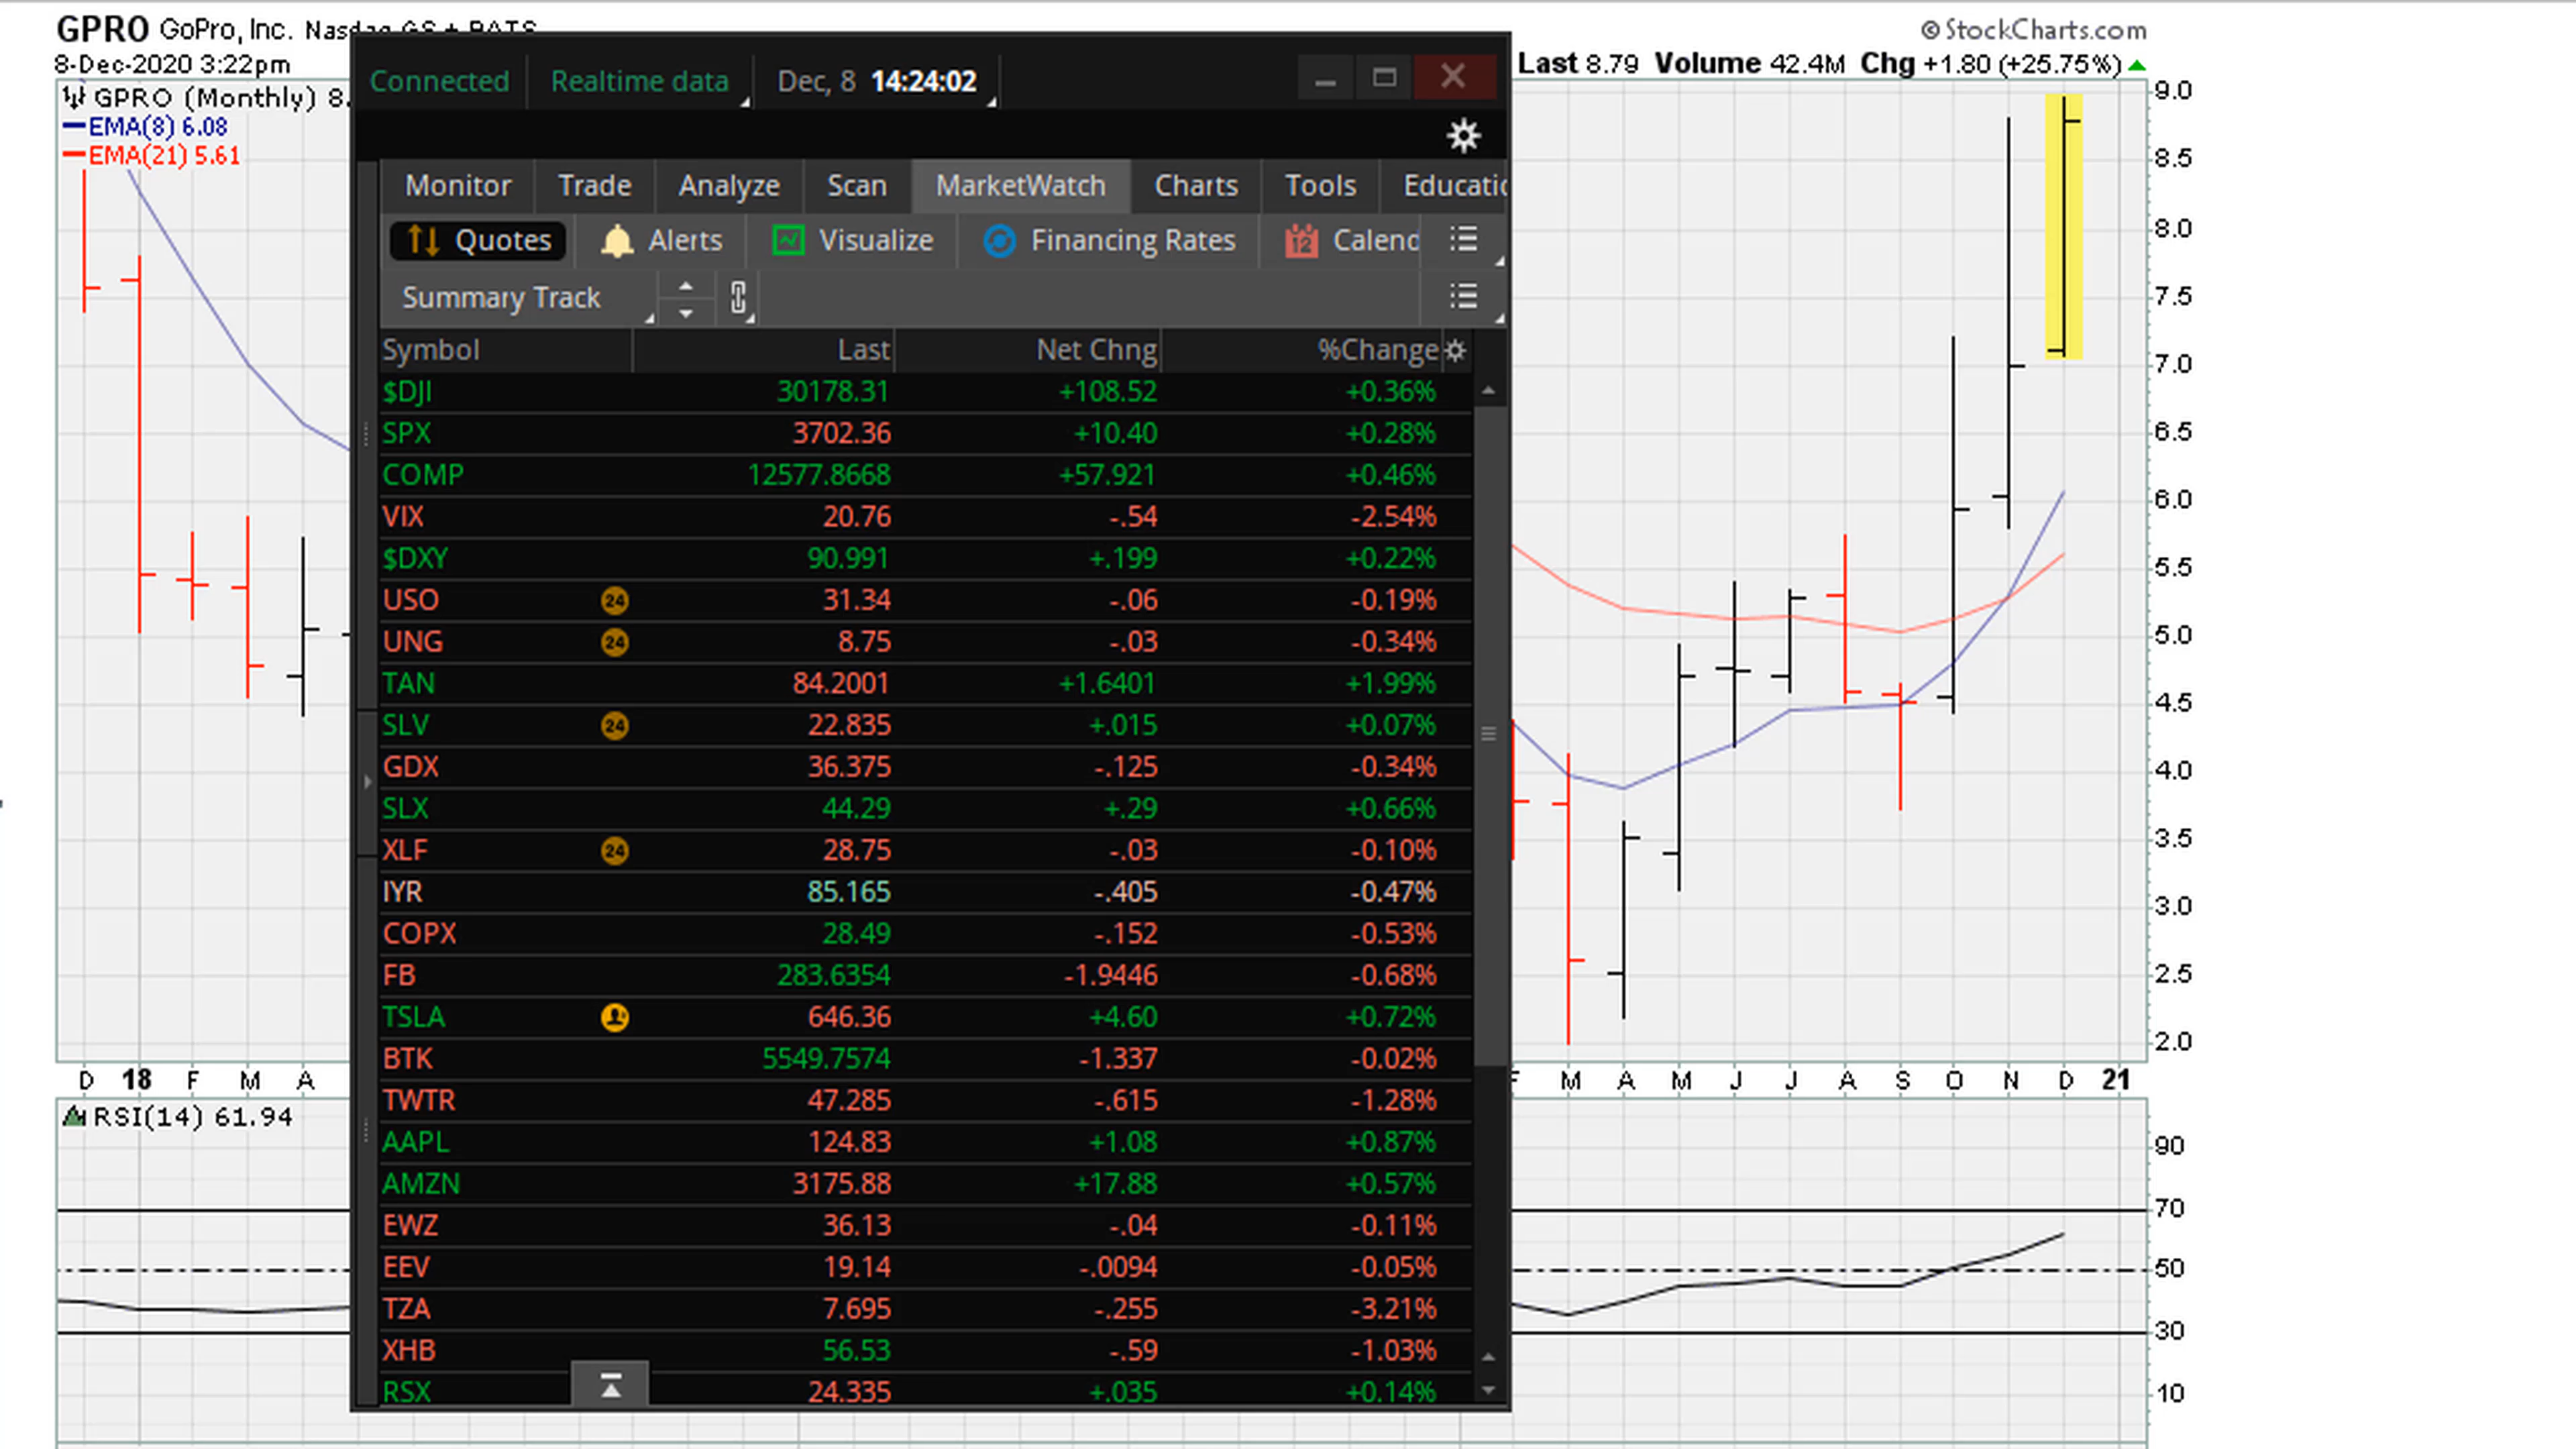 GPRO GoPro, Inc. Nasdaq GS + BATS
© StockCharts.com
8-Dec-2020 3:22pm
Last 8.79 Volume 42.4M Chg +1.80 (+25.75%)
GPRO (Monthly) 8.
EMA(8) 6.08
EMA(21) 5.61
Connected Realtime data Dec, 8 14:24:02
Monitor Trade Analyze Scan MarketWatch Charts Tools Educatio
Quotes Alerts Visualize Financing Rates 12 Calend
Summary Track
Symbol Last Net Chng %Change
$DJI 30178.31 +108.52 +0.36%
SPX 3702.36 +10.40 +0.28%
COMP 12577.8668 +57.921 +0.46%
VIX 20.76 -.54 -2.54%
$DXY 90.991 +.199 +0.22%
USO 24 31.34 -.06 -0.19%
UNG 24 8.75 -.03 -0.34%
TAN 84.2001 +1.6401 +1.99%
SLV 24 22.835 +.015 +0.07%
GDX 36.375 -.125 -0.34%
SLX 44.29 +.29 +0.66%
XLF 24 28.75 -.03 -0.10%
IYR 85.165 -.405 -0.47%
COPX 28.49 -.152 -0.53%
FB 283.6354 -1.9446 -0.68%
TSLA 646.36 +4.60 +0.72%
BTK 5549.7574 -1.337 -0.02%
TWTR 47.285 -.615 -1.28%
AAPL 124.83 +1.08 +0.87%
AMZN 3175.88 +17.88 +0.57%
EWZ 36.13 -.04 -0.11%
EEV 19.14 -.0094 -0.05%
TZA 7.695 -.255 -3.21%
XHB 56.53 -.59 -1.03%
RSX 24.335 +.035 +0.14%
9.0
8.5
8.0
7.5
7.0
6.5
6.0
5.5
5.0
4.5
4.0
3.5
3.0
2.5
2.0
D 18 F M A
F M A M J J A S O N D 21
RSI(14) 61.94
90
70
50
30
10